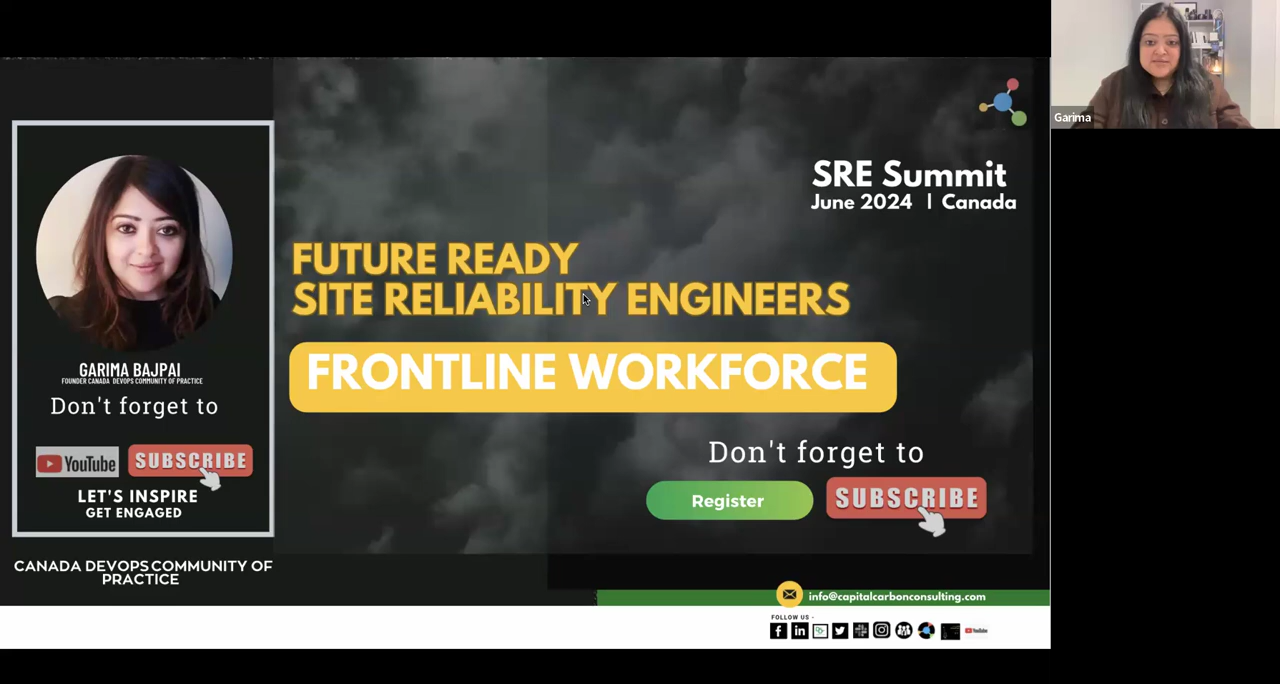 GARIMA BAJPAI
FOUNDER CANADA DEVOPS COMMUNITY OF PRACTICE
Don't forget to
YouTube SUBSCRIBE
LET'S INSPIRE
GET ENGAGED
CANADA DEVOPS COMMUNITY OF
PRACTICE
SRE Summit
June 2024 | Canada
FUTURE READY
SITE RELIABILITY ENGINEERS
FRONTLINE WORKFORCE
Don't forget to
Register SUBSCRIBE
info@capitalcarbonconsulting.com
FOLLOW US -
YouTube
Garima